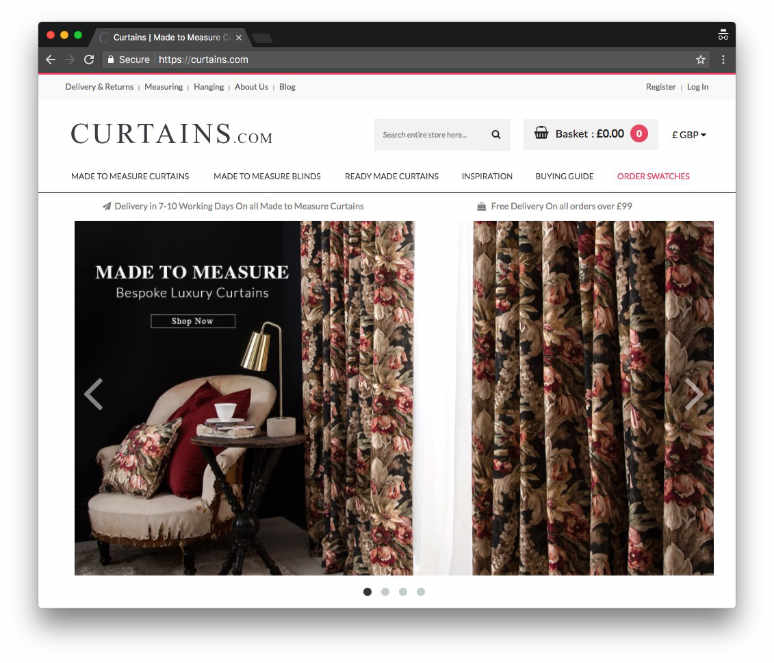 Curtains | Made to Measure C
Secure | https://curtains.com
Delivery & Returns | Measuring | Hanging | About Us | Blog
Register | Log In
CURTAINS.COM
Search entire store here...
Basket : £0.00 0
£ GBP
MADE TO MEASURE CURTAINS
MADE TO MEASURE BLINDS
READY MADE CURTAINS
INSPIRATION
BUYING GUIDE
ORDER SWATCHES
Delivery in 7-10 Working Days On all Made to Measure Curtains
Free Delivery On all orders over £99
MADE TO MEASURE
Bespoke Luxury Curtains
Shop Now